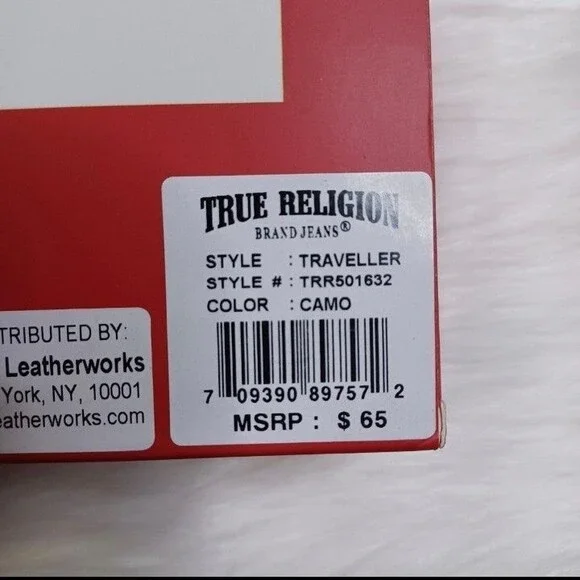 TRUE RELIGION
BRAND JEANS®
STYLE : TRAVELLER
STYLE # : TRR501632
COLOR : CAMO
7 09390 89757 2
MSRP : $ 65
TRIBUTED BY:
Leatherworks
York, NY, 10001
eatherworks.com